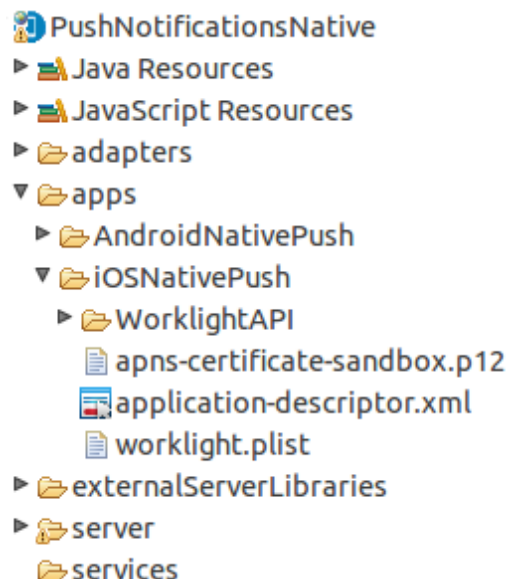 PushNotificationsNative
Java Resources
JavaScript Resources
adapters
apps
AndroidNativePush
iOSNativePush
WorklightAPI
apns-certificate-sandbox.p12
application-descriptor.xml
worklight.plist
externalServerLibraries
server
services